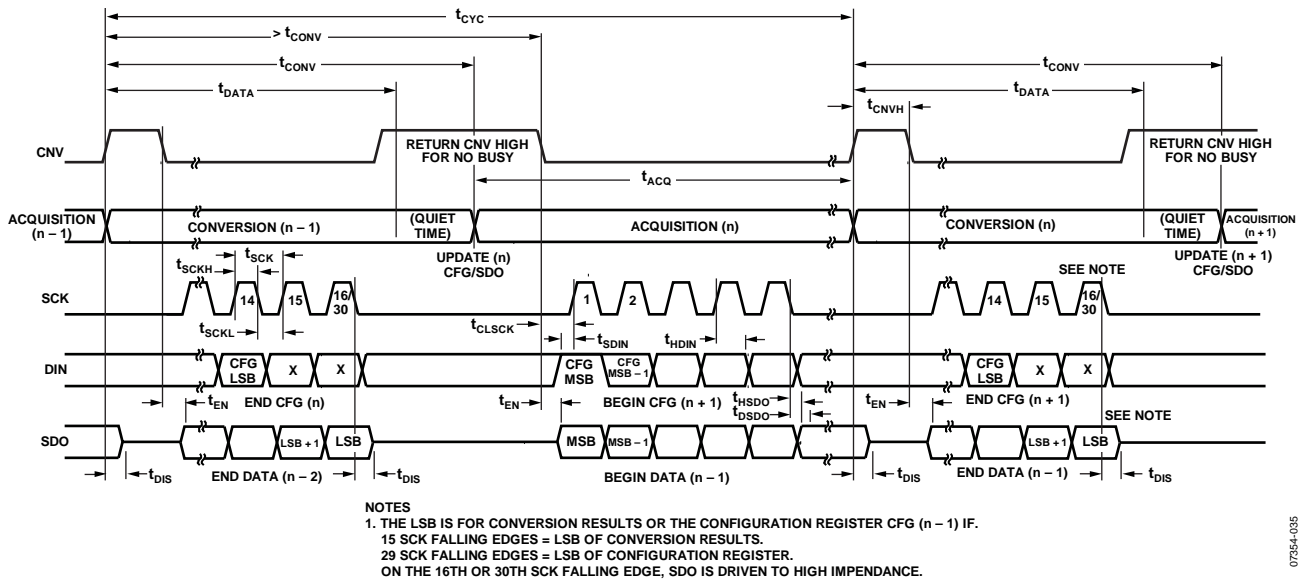 tCYC
> tCONV
tCONV
tDATA
tCONV
tDATA
tCNVH
CNV
RETURN CNV HIGH
FOR NO BUSY
RETURN CNV HIGH
FOR NO BUSY
tACQ
ACQUISITION
(n – 1)
CONVERSION (n – 1)
(QUIET
TIME)
ACQUISITION (n)
CONVERSION (n)
(QUIET
TIME)
ACQUISITION
(n + 1)
UPDATE (n)
CFG/SDO
UPDATE (n + 1)
CFG/SDO
tSCK
tSCKH
SEE NOTE
SCK
14
15
16/
30
1
2
14
15
16/
30
tSCKL
tCLSCK
tSDIN
tHDIN
DIN
CFG
LSB
X
X
CFG
MSB
CFG
MSB – 1
CFG
LSB
X
X
tEN
END CFG (n)
tEN
BEGIN CFG (n + 1)
tHSDO
tDSDO
tEN
END CFG (n + 1)
SEE NOTE
SDO
LSB + 1
LSB
MSB
MSB – 1
LSB + 1
LSB
tDIS
END DATA (n – 2)
tDIS
BEGIN DATA (n – 1)
tDIS
END DATA (n – 1)
tDIS
NOTES
1. THE LSB IS FOR CONVERSION RESULTS OR THE CONFIGURATION REGISTER CFG (n – 1) IF.
15 SCK FALLING EDGES = LSB OF CONVERSION RESULTS.
29 SCK FALLING EDGES = LSB OF CONFIGURATION REGISTER.
ON THE 16TH OR 30TH SCK FALLING EDGE, SDO IS DRIVEN TO HIGH IMPENDANCE.
07354-035